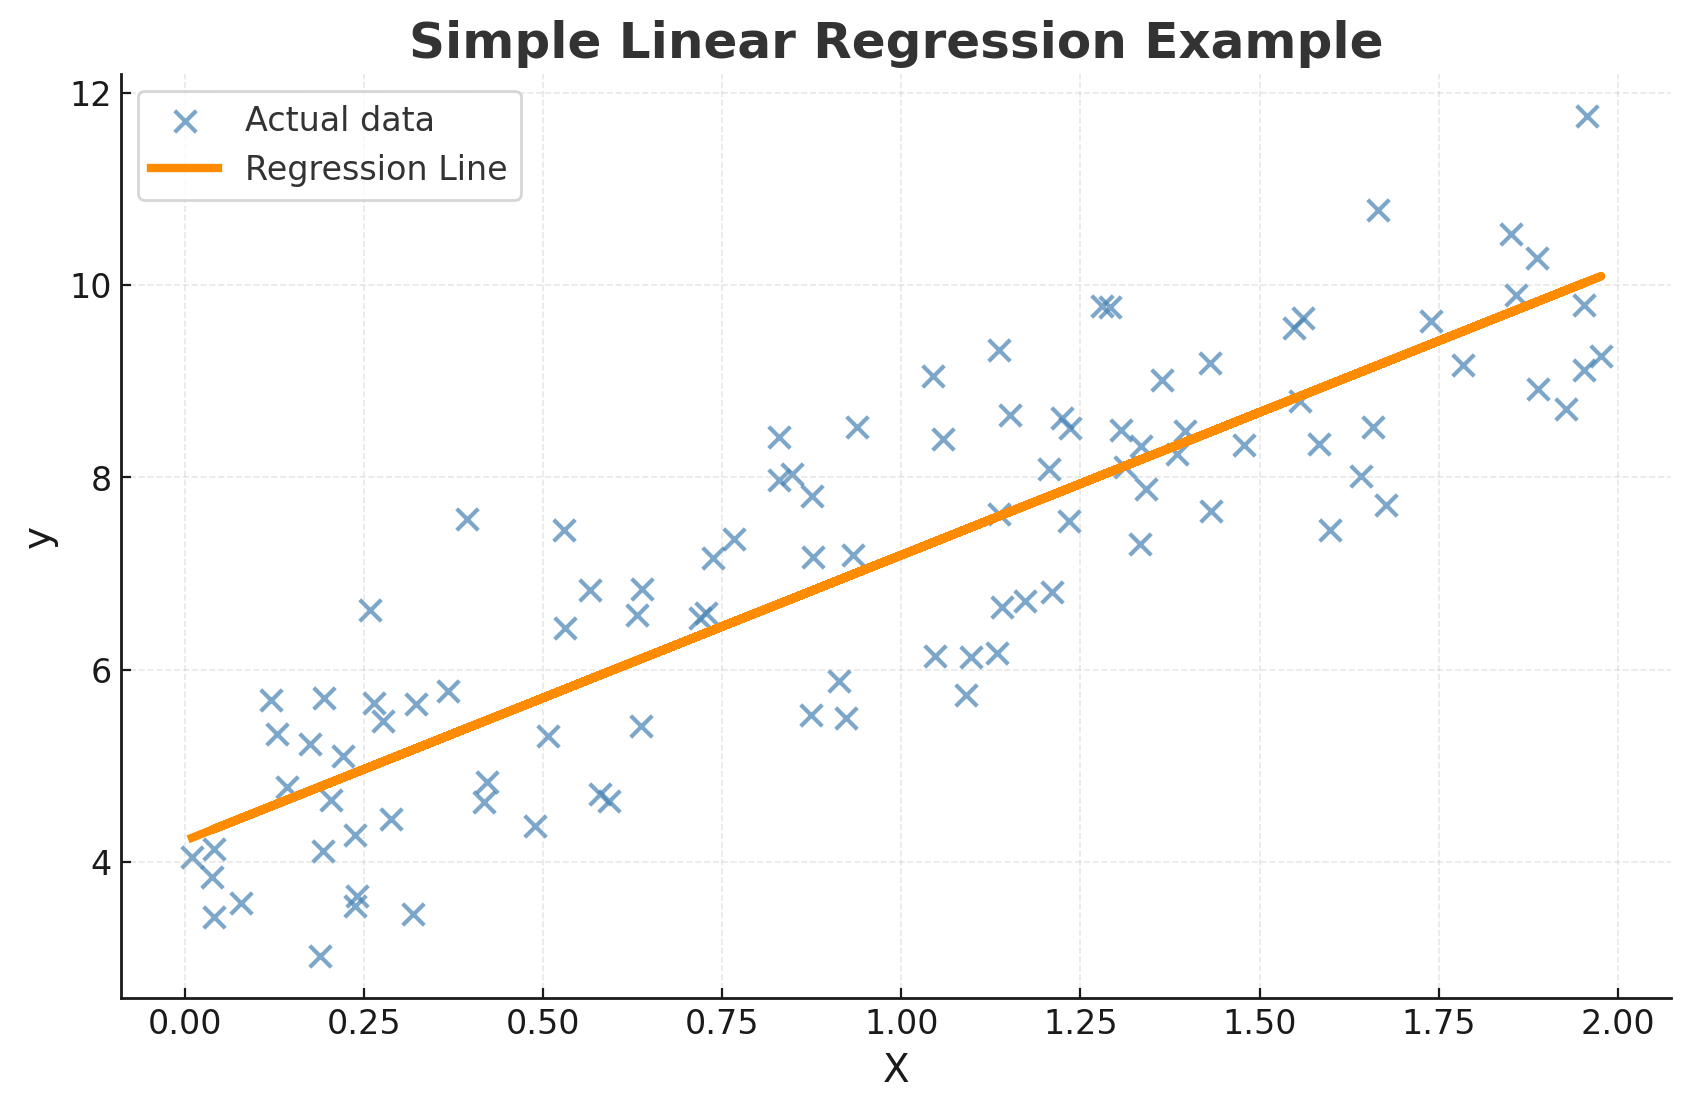 Simple Linear Regression Example
Actual data
Regression Line
12
10
8
6
4
y
0.00 0.25 0.50 0.75 1.00 1.25 1.50 1.75 2.00
X